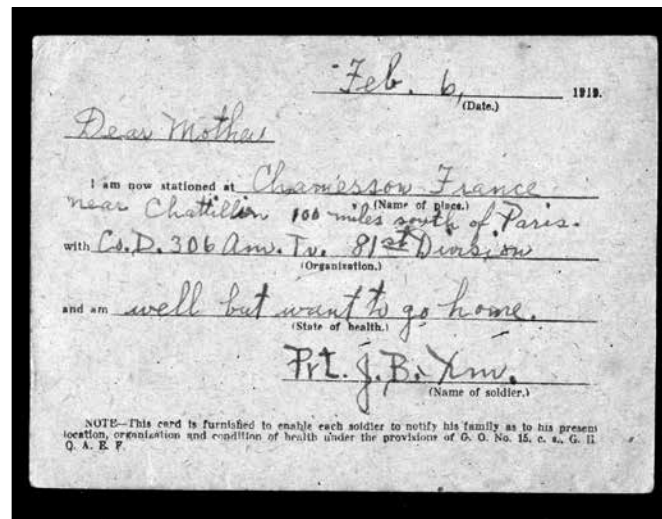 Feb. 6, 1919.
(Date.)
Dear Mother
I am now stationed at Chamesson France
(Name of place.)
near Chattillion 100 miles south of Paris.
with Co. D. 306 Am. Tr. 81st Division
(Organization.)
and am well but want to go home.
(State of health.)
Pvt. J. B.
(Name of soldier.)
NOTE—This card is furnished to enable each soldier to notify his family as to his present
location, organization and condition of health under the provisions of G. O. No. 15, c. s., G. H.
Q. A. E. F.